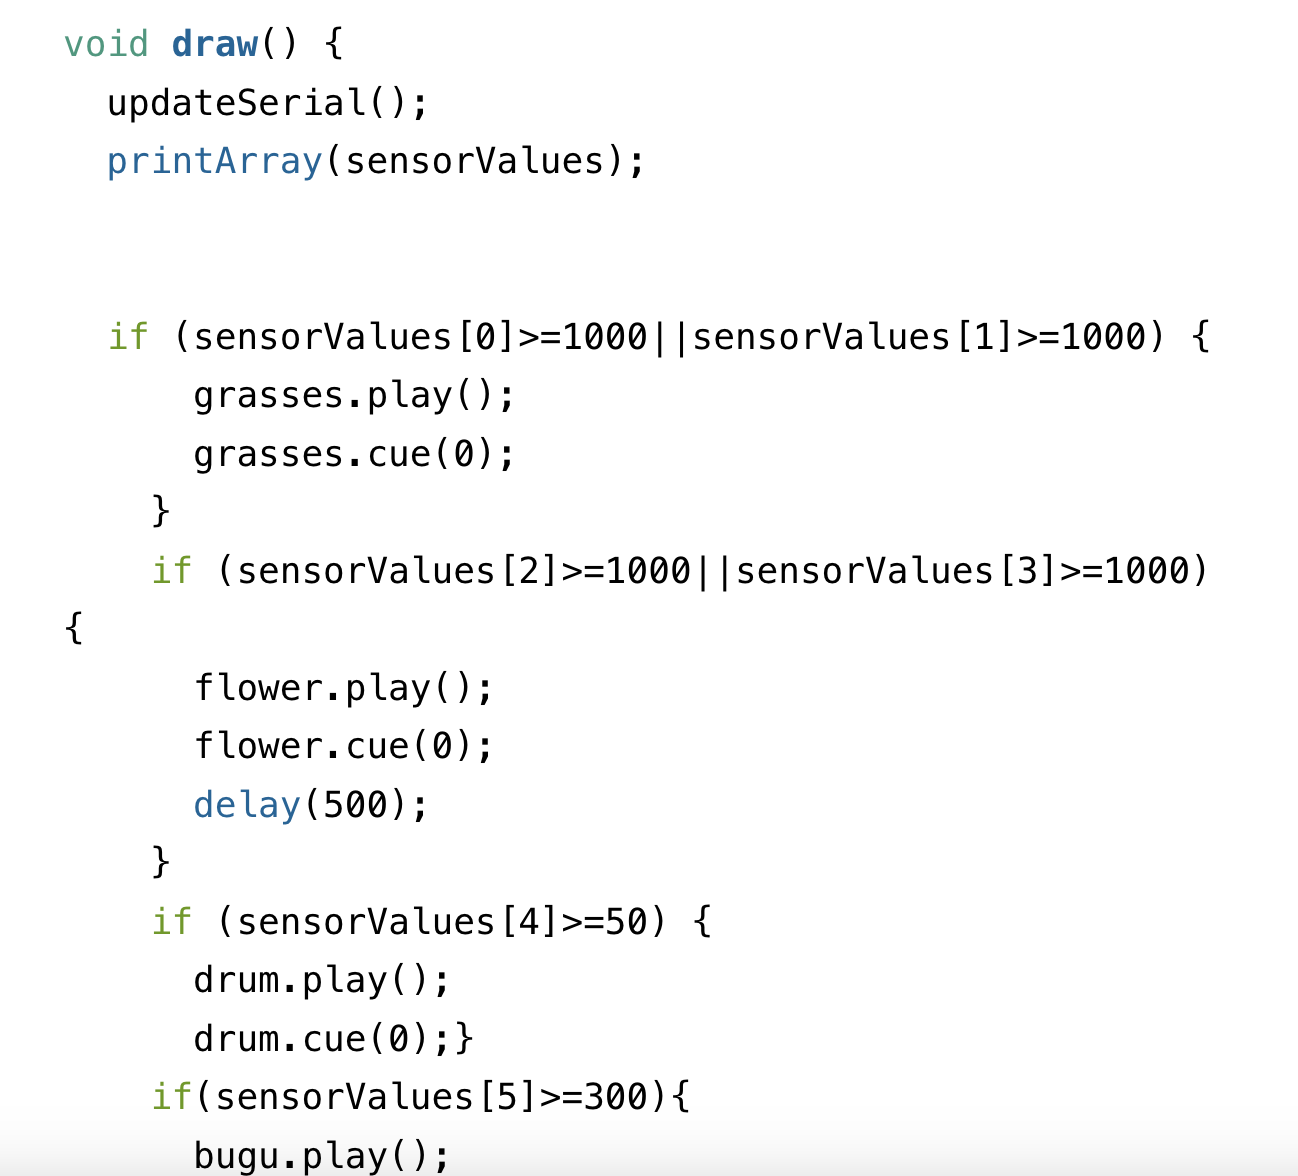 void draw() {
  updateSerial();
  printArray(sensorValues);
  if (sensorValues[0]>=1000||sensorValues[1]>=1000) {
      grasses.play();
      grasses.cue(0);
    }
    if (sensorValues[2]>=1000||sensorValues[3]>=1000)
{
      flower.play();
      flower.cue(0);
      delay(500);
    }
    if (sensorValues[4]>=50) {
      drum.play();
      drum.cue(0);}
    if(sensorValues[5]>=300){
      bugu.play();